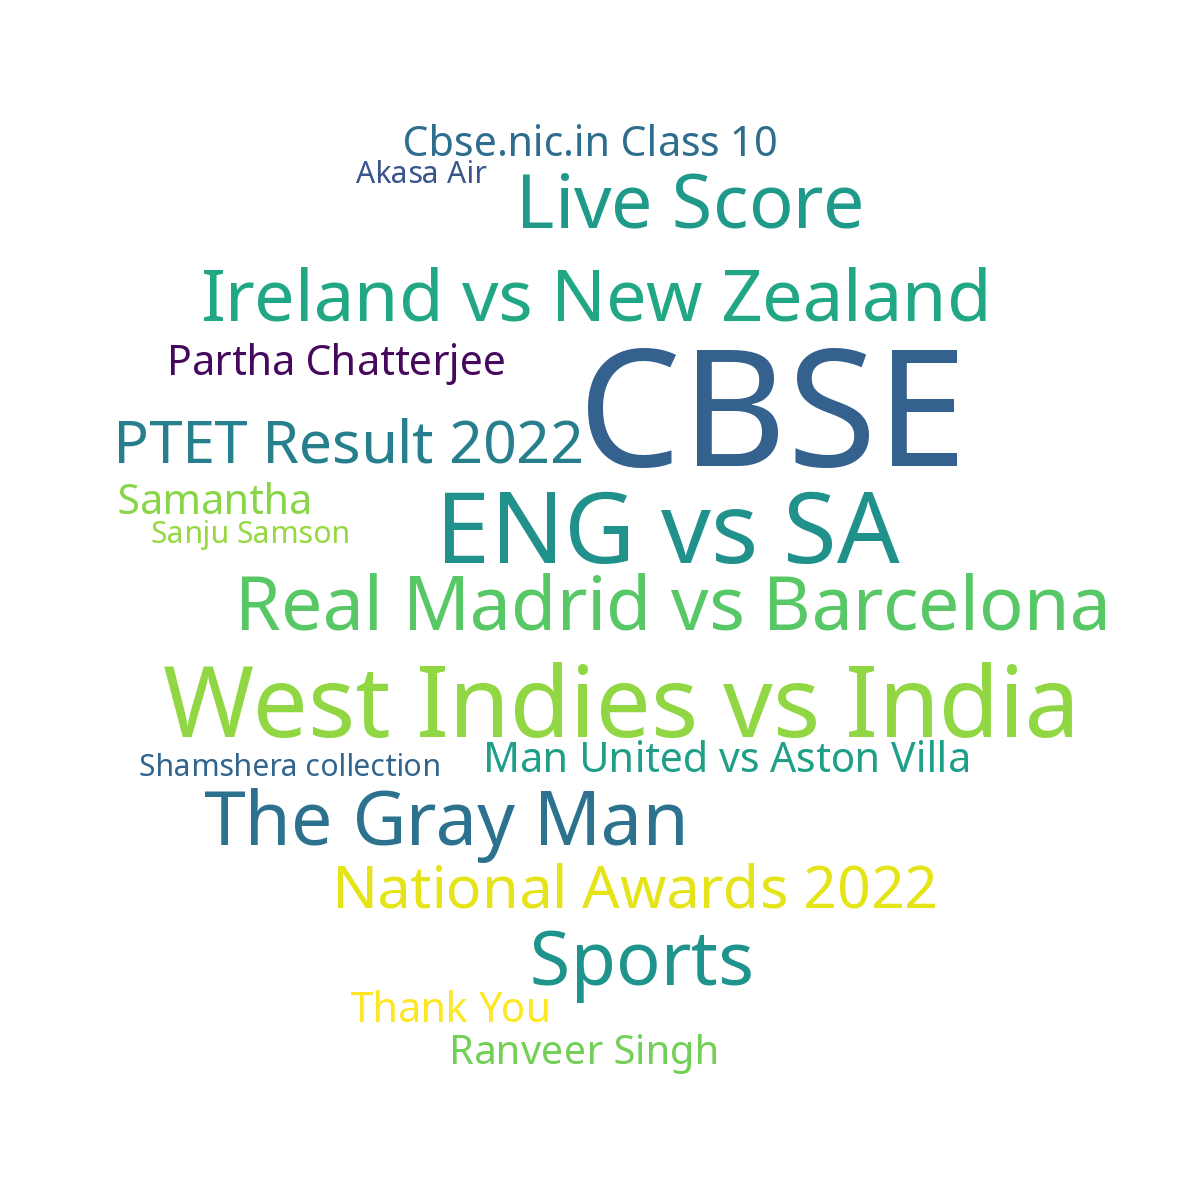 Cbse.nic.in Class 10
Akasa Air
Live Score
Ireland vs New Zealand
Partha Chatterjee
CBSE
PTET Result 2022
Samantha
Sanju Samson
ENG vs SA
Real Madrid vs Barcelona
West Indies vs India
Shamshera collection
Man United vs Aston Villa
The Gray Man
National Awards 2022
Sports
Thank You
Ranveer Singh